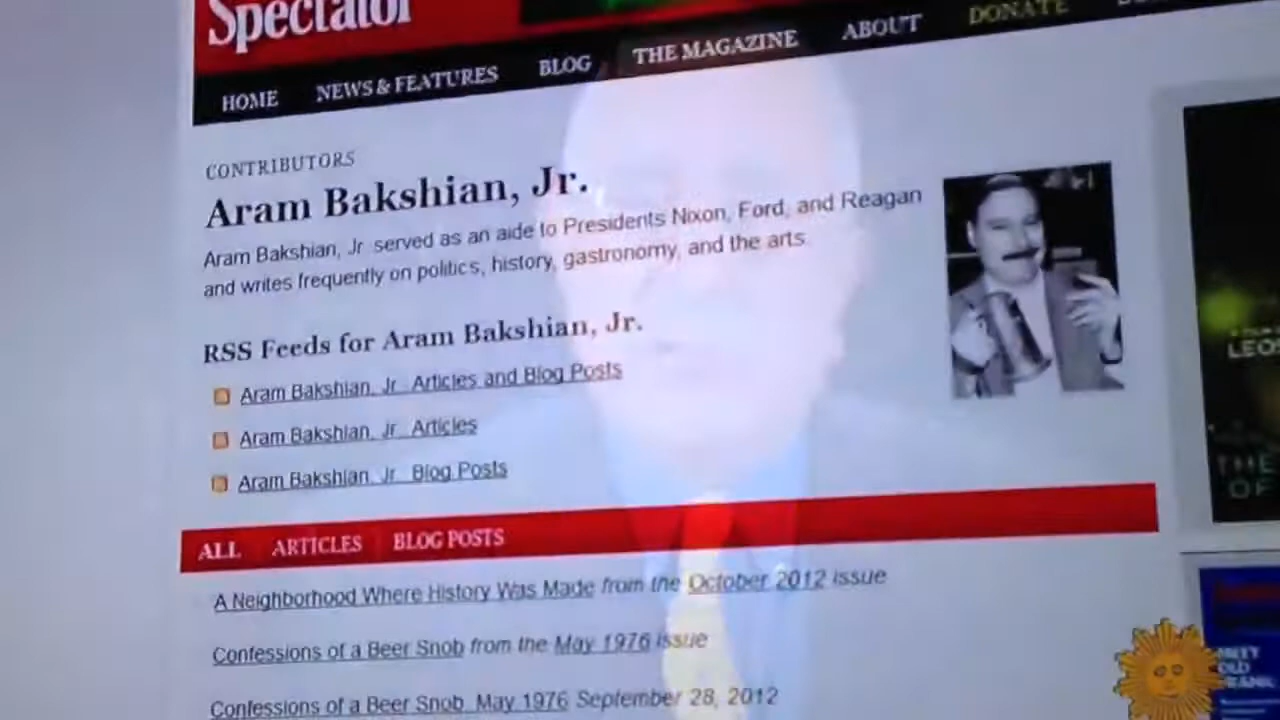 Spectator
HOME NEWS & FEATURES BLOG THE MAGAZINE ABOUT DONATE
CONTRIBUTORS
Aram Bakshian, Jr.
Aram Bakshian, Jr. served as an aide to Presidents Nixon, Ford, and Reagan
and writes frequently on politics, history, gastronomy, and the arts.
RSS Feeds for Aram Bakshian, Jr.
Aram Bakshian, Jr. Articles and Blog Posts
Aram Bakshian, Jr. Articles
Aram Bakshian, Jr. Blog Posts
ALL ARTICLES BLOG POSTS
A Neighborhood Where History Was Made from the October 2012 issue
Confessions of a Beer Snob from the May 1976 issue
Confessions of a Beer Snob, May 1976 September 28, 2012
LEO
THE
OF